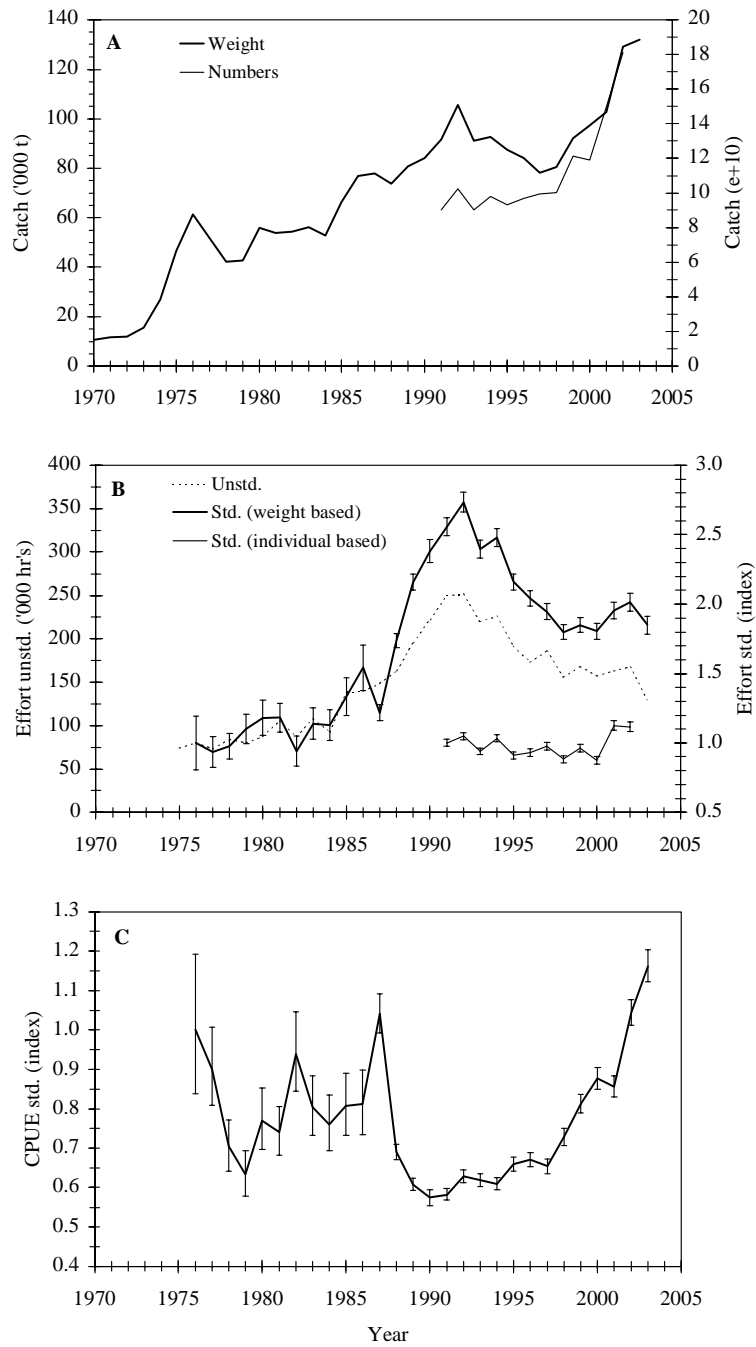 A
Weight
Numbers
Catch ('000 t)
140
120
100
80
60
40
20
0
Catch (e+10)
20
18
16
14
12
10
8
6
4
2
0
1970 1975 1980 1985 1990 1995 2000 2005
B
Unstd.
Std. (weight based)
Std. (individual based)
Effort unstd. ('000 hr's)
400
350
300
250
200
150
100
50
0
Effort std. (index)
3.0
2.5
2.0
1.5
1.0
0.5
1970 1975 1980 1985 1990 1995 2000 2005
C
CPUE std. (index)
1.3
1.2
1.1
1.0
0.9
0.8
0.7
0.6
0.5
0.4
1970 1975 1980 1985 1990 1995 2000 2005
Year